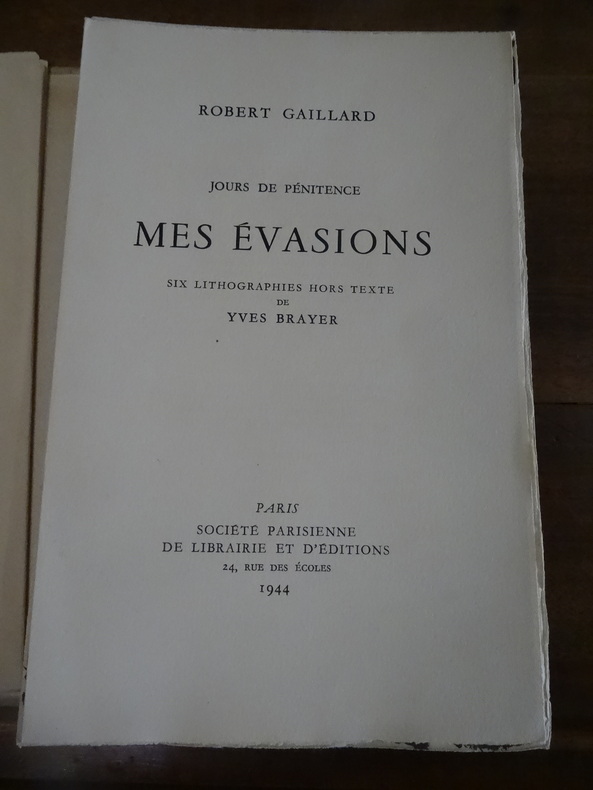 ROBERT GAILLARD
JOURS DE PÉNITENCE
MES ÉVASIONS
SIX LITHOGRAPHIES HORS TEXTE
DE
YVES BRAYER
PARIS
SOCIÉTÉ PARISIENNE
DE LIBRAIRIE ET D'ÉDITIONS
24, RUE DES ÉCOLES
1944